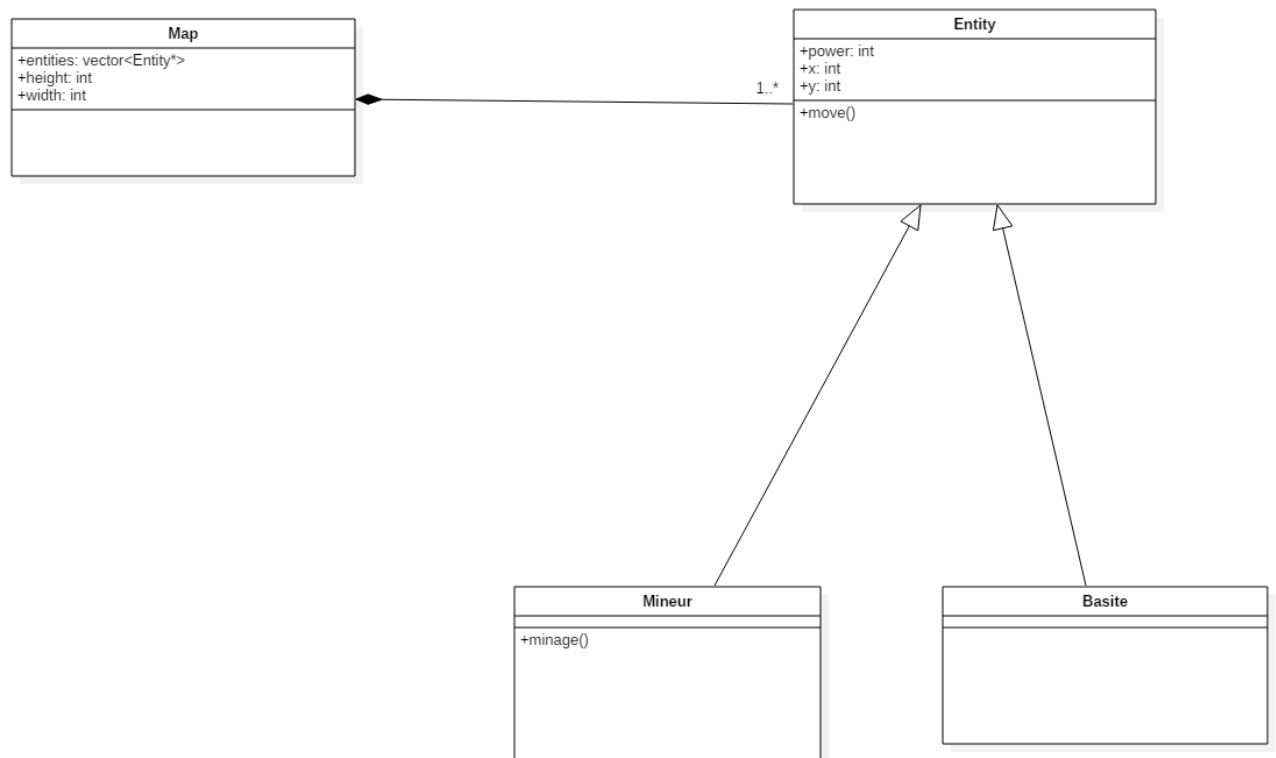 Map
+entities: vector<Entity*>
+height: int
+width: int
1..*
Entity
+power: int
+x: int
+y: int
+move()
Mineur
+minage()
Basite